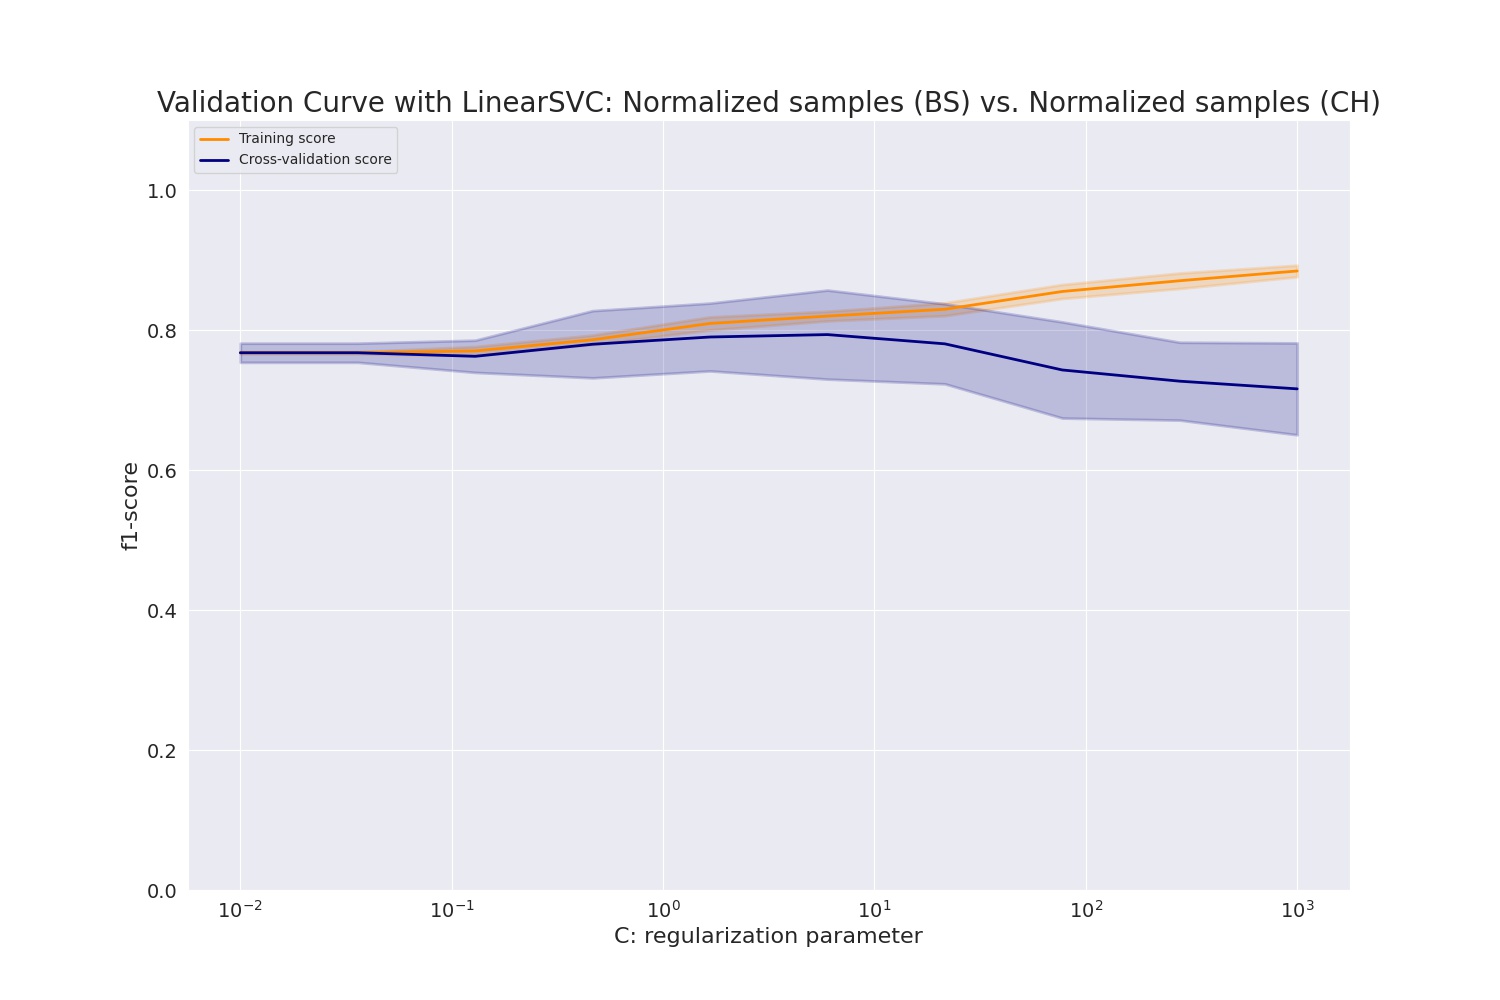 Validation Curve with LinearSVC: Normalized samples (BS) vs. Normalized samples (CH)
Training score
Cross-validation score
1.0
0.8
0.6
0.4
0.2
0.0
f1-score
10⁻² 10⁻¹ 10⁰ 10¹ 10² 10³
C: regularization parameter